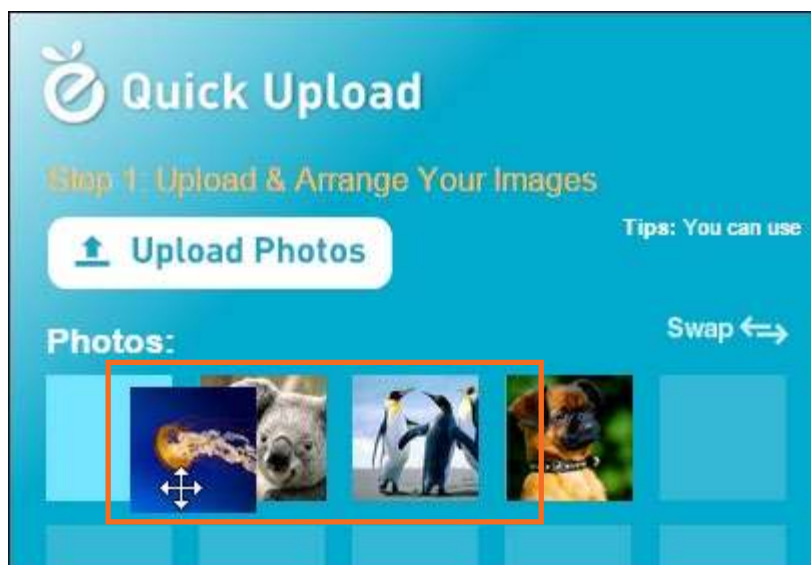 Quick Upload
Step 1: Upload & Arrange Your Images
Tips: You can use
Upload Photos
Swap
Photos: